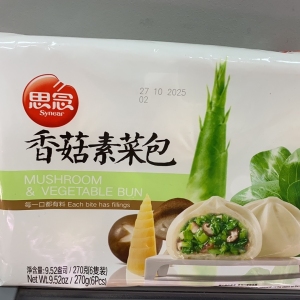 思念
Synear
27 10 2025
02
香菇素菜包
MUSHROOM
& VEGETABLE BUN
每一口都有料 Each bite has fillings
净含量:9.52盎司/270克(6隻裝)
Net Wt.9.52oz/ 270g(6Pcs)